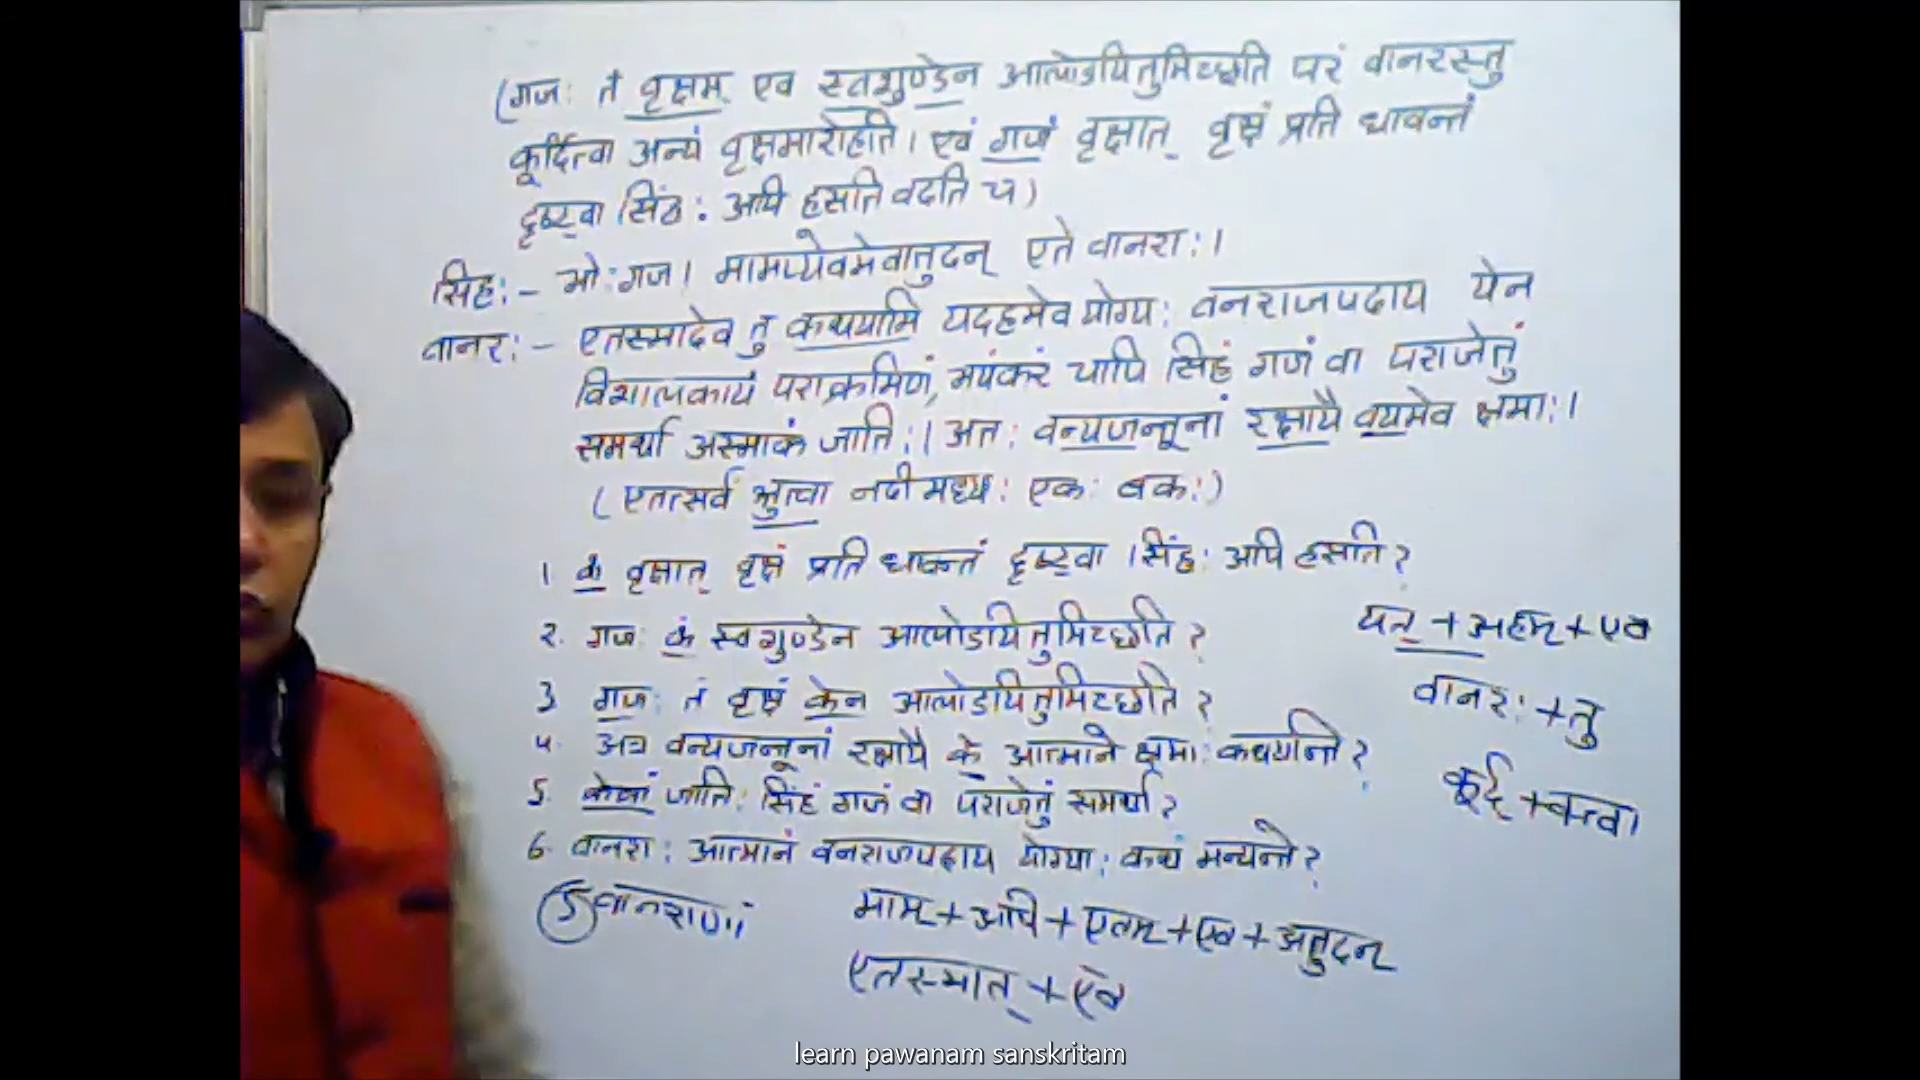 (गजः तं वृक्षम् एव स्वशुण्डेन आलोडयितुमिच्छति परं वानरस्तु
कूर्दित्वा अन्यं वृक्षमारोहति। एवं गजं वृक्षात् वृक्षं प्रति धावन्तं
दृष्ट्वा सिंहः अपि हसति वदति च)
सिंहः - भोः गज। मामप्येवमेवातुदन् एते वानराः।
वानरः - एतस्मादेव तु कथयामि यदहमेव योग्यः वनराजपदाय येन
विशालकायं पराक्रमिणं, भयंकरं चापि सिंहं गजं वा पराजेतुं
समर्था अस्माकं जातिः। अतः वन्यजन्तूनां रक्षायै वयमेव क्षमाः।
(एतत्सर्वं श्रुत्वा नदीमध्यः एकः बकः)
1 कं वृक्षात् वृक्षं प्रति धावन्तं दृष्ट्वा सिंहः अपि हसति?
२. गजः कं स्वशुण्डेन आलोडयितुमिच्छति?
3 गजः तं वृक्षं केन आलोडयितुमिच्छति?
४. अत्र वन्यजन्तूनां रक्षायै के आत्मानं क्षमाः कथयन्ति?
5. केषां जातिः सिंहं गजं वा पराजेतुं समर्था?
6. वानराः आत्मानं वनराजपदाय योग्याः कथं मन्यन्ते?
यत् + अहम् + एव
वानरः + तु
कूर्द् + क्त्वा
5 वानराणां
माम् + अपि + एवम् + एव + अतुदन्
एतस्मात् + एव
learn pawanam sanskritam